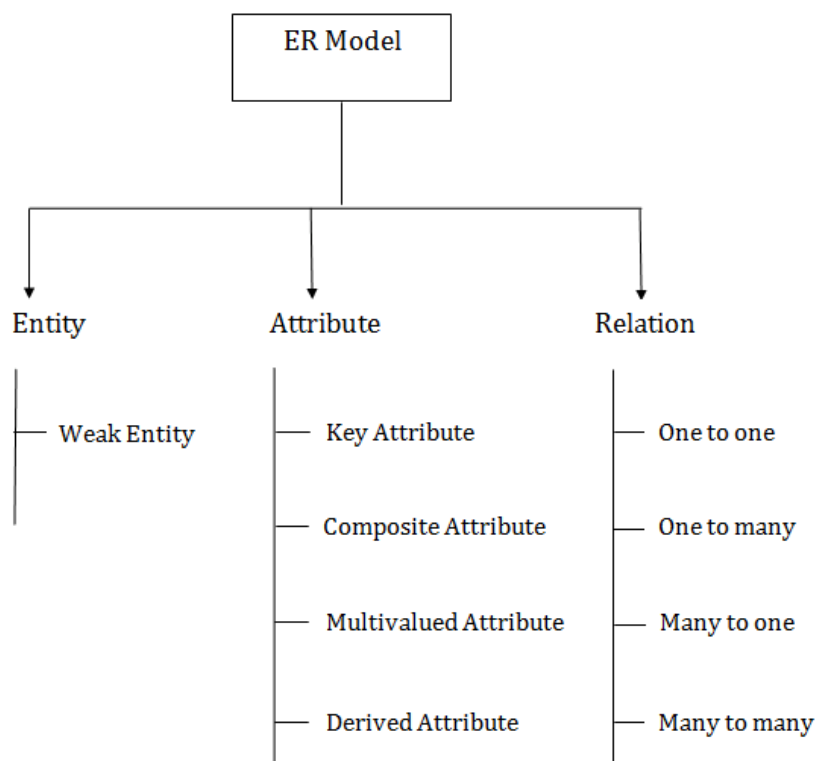 ER Model
Entity
Attribute
Relation
Weak Entity
Key Attribute
One to one
Composite Attribute
One to many
Multivalued Attribute
Many to one
Derived Attribute
Many to many